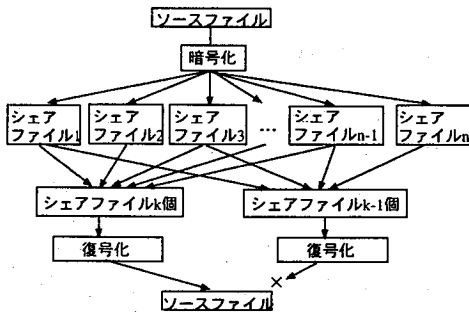 ソースファイル
暗号化
シェア
ファイル1
シェア
ファイル2
シェア
ファイル3
...
シェア
ファイルn-1
シェア
ファイルn
シェアファイルk個
シェアファイルk-1個
復号化
復号化
×
ソースファイル